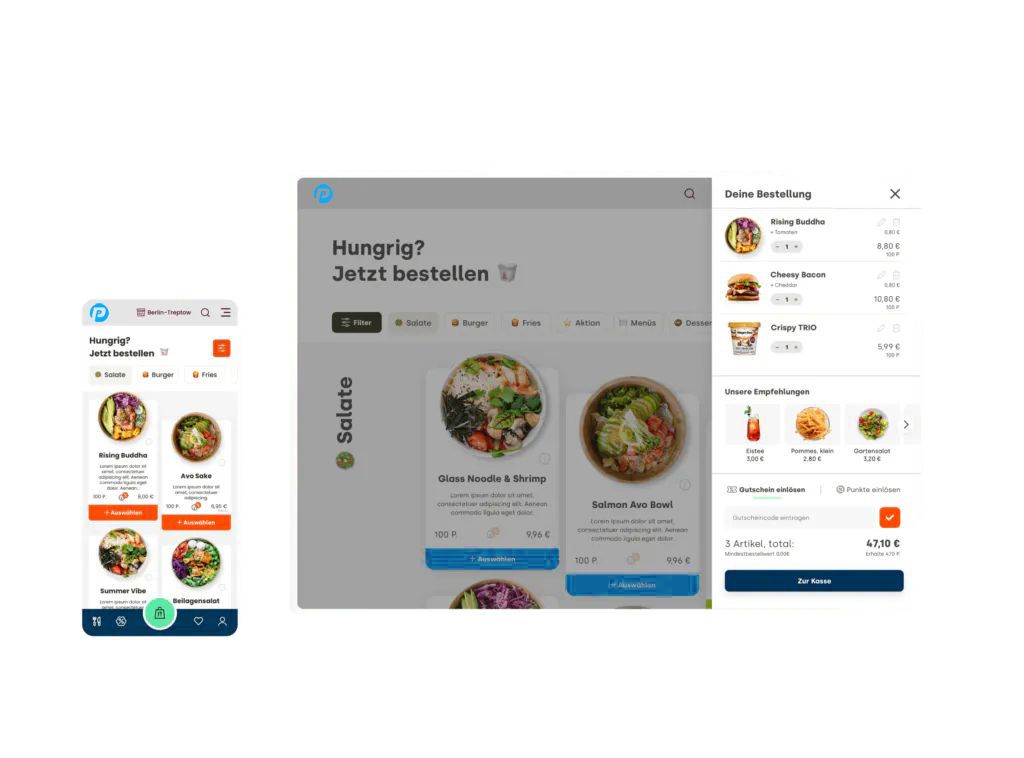 Berlin-Treptow
Hungrig?
Jetzt bestellen
Salate
Burger
Fries
Rising Buddha
Lorem ipsum dolor sit
amet, consectetuer
adipiscing elit.
commodo ligula eget
dolor. Aenean...
100 P.
8,00 €
Auswählen
Avo Sake
Lorem ipsum dolor sit
amet, consectetuer
adipiscing
100 P.
6,95 €
Auswählen
Summer Vibe
Lorem ipsum dolor sit
amet, consectetuer
Beilagensalat
P
Hungrig?
Jetzt bestellen
Filter
Salate
Burger
Fries
Aktion
Menüs
Desser
Salate
Glass Noodle & Shrimp
Lorem ipsum dolor sit amet,
consectetuer adipiscing elit. Aenean
commodo ligula eget dolor.
100 P.
9,96 €
+ Auswählen
Salmon Avo Bowl
Lorem ipsum dolor sit amet,
consectetuer adipiscing elit. Aenean
commodo ligula eget dolor.
100 P.
9,96 €
+ Auswählen
Deine Bestellung
Rising Buddha
+ Tomaten
0,80 €
- 1 +
8,80 €
100 P.
Cheesy Bacon
+ Cheddar
0,80 €
- 1 +
10,80 €
100 P.
Crispy TRIO
- 1 +
5,99 €
100 P.
Unsere Empfehlungen
Eistee
3,00 €
Pommes. klein
2,80 €
Gartensalat
3,20 €
Gutschein einlösen
Punkte einlösen
Gutscheincode eintragen
3 Artikel, total:
47,10 €
Mindestbestellwert 0,00€
Erhalte 470 P.
Zur Kasse